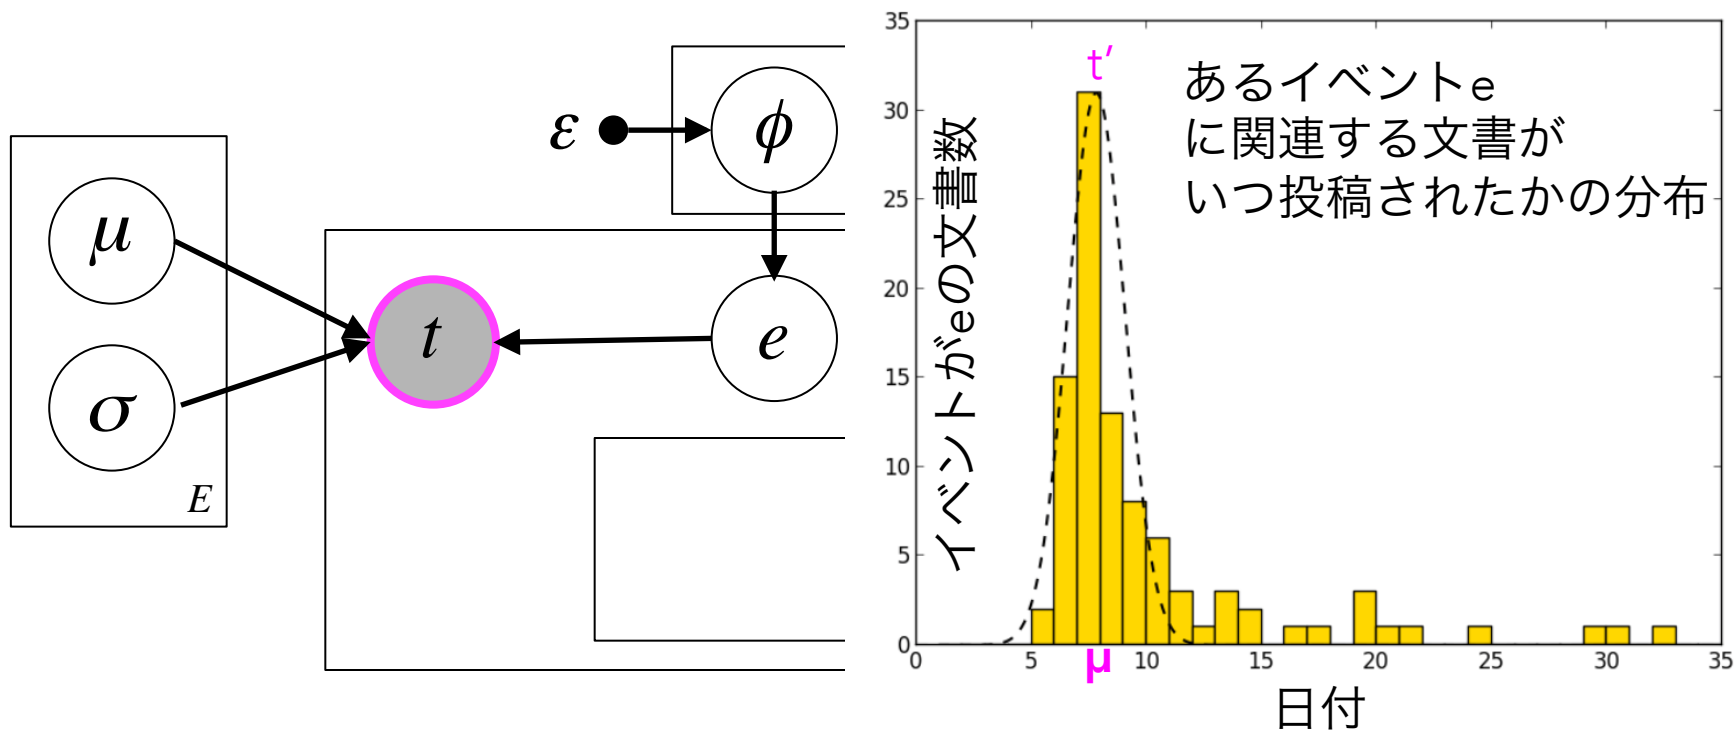 ε
ϕ
μ
t
e
σ
E
35
30
25
20
15
10
5
0
t′
あるイベントe
に関連する文書が
いつ投稿されたかの分布
イベントがeの文書数
0 5 μ 10 15 20 25 30 35
日付